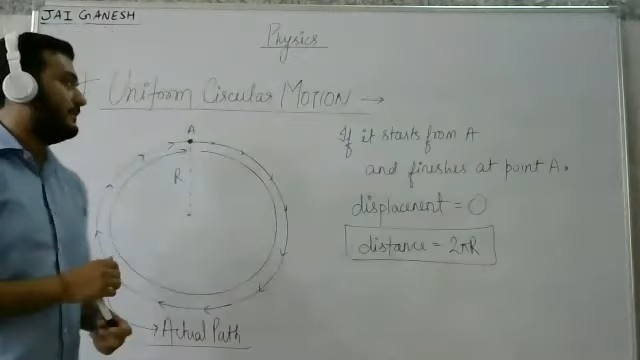 JAI GANESH
Physics
Uniform Circular MOTION →
A
R
If it starts from A
and finishes at point A.
displacement = 0
distance = 2πR
→ Actual Path